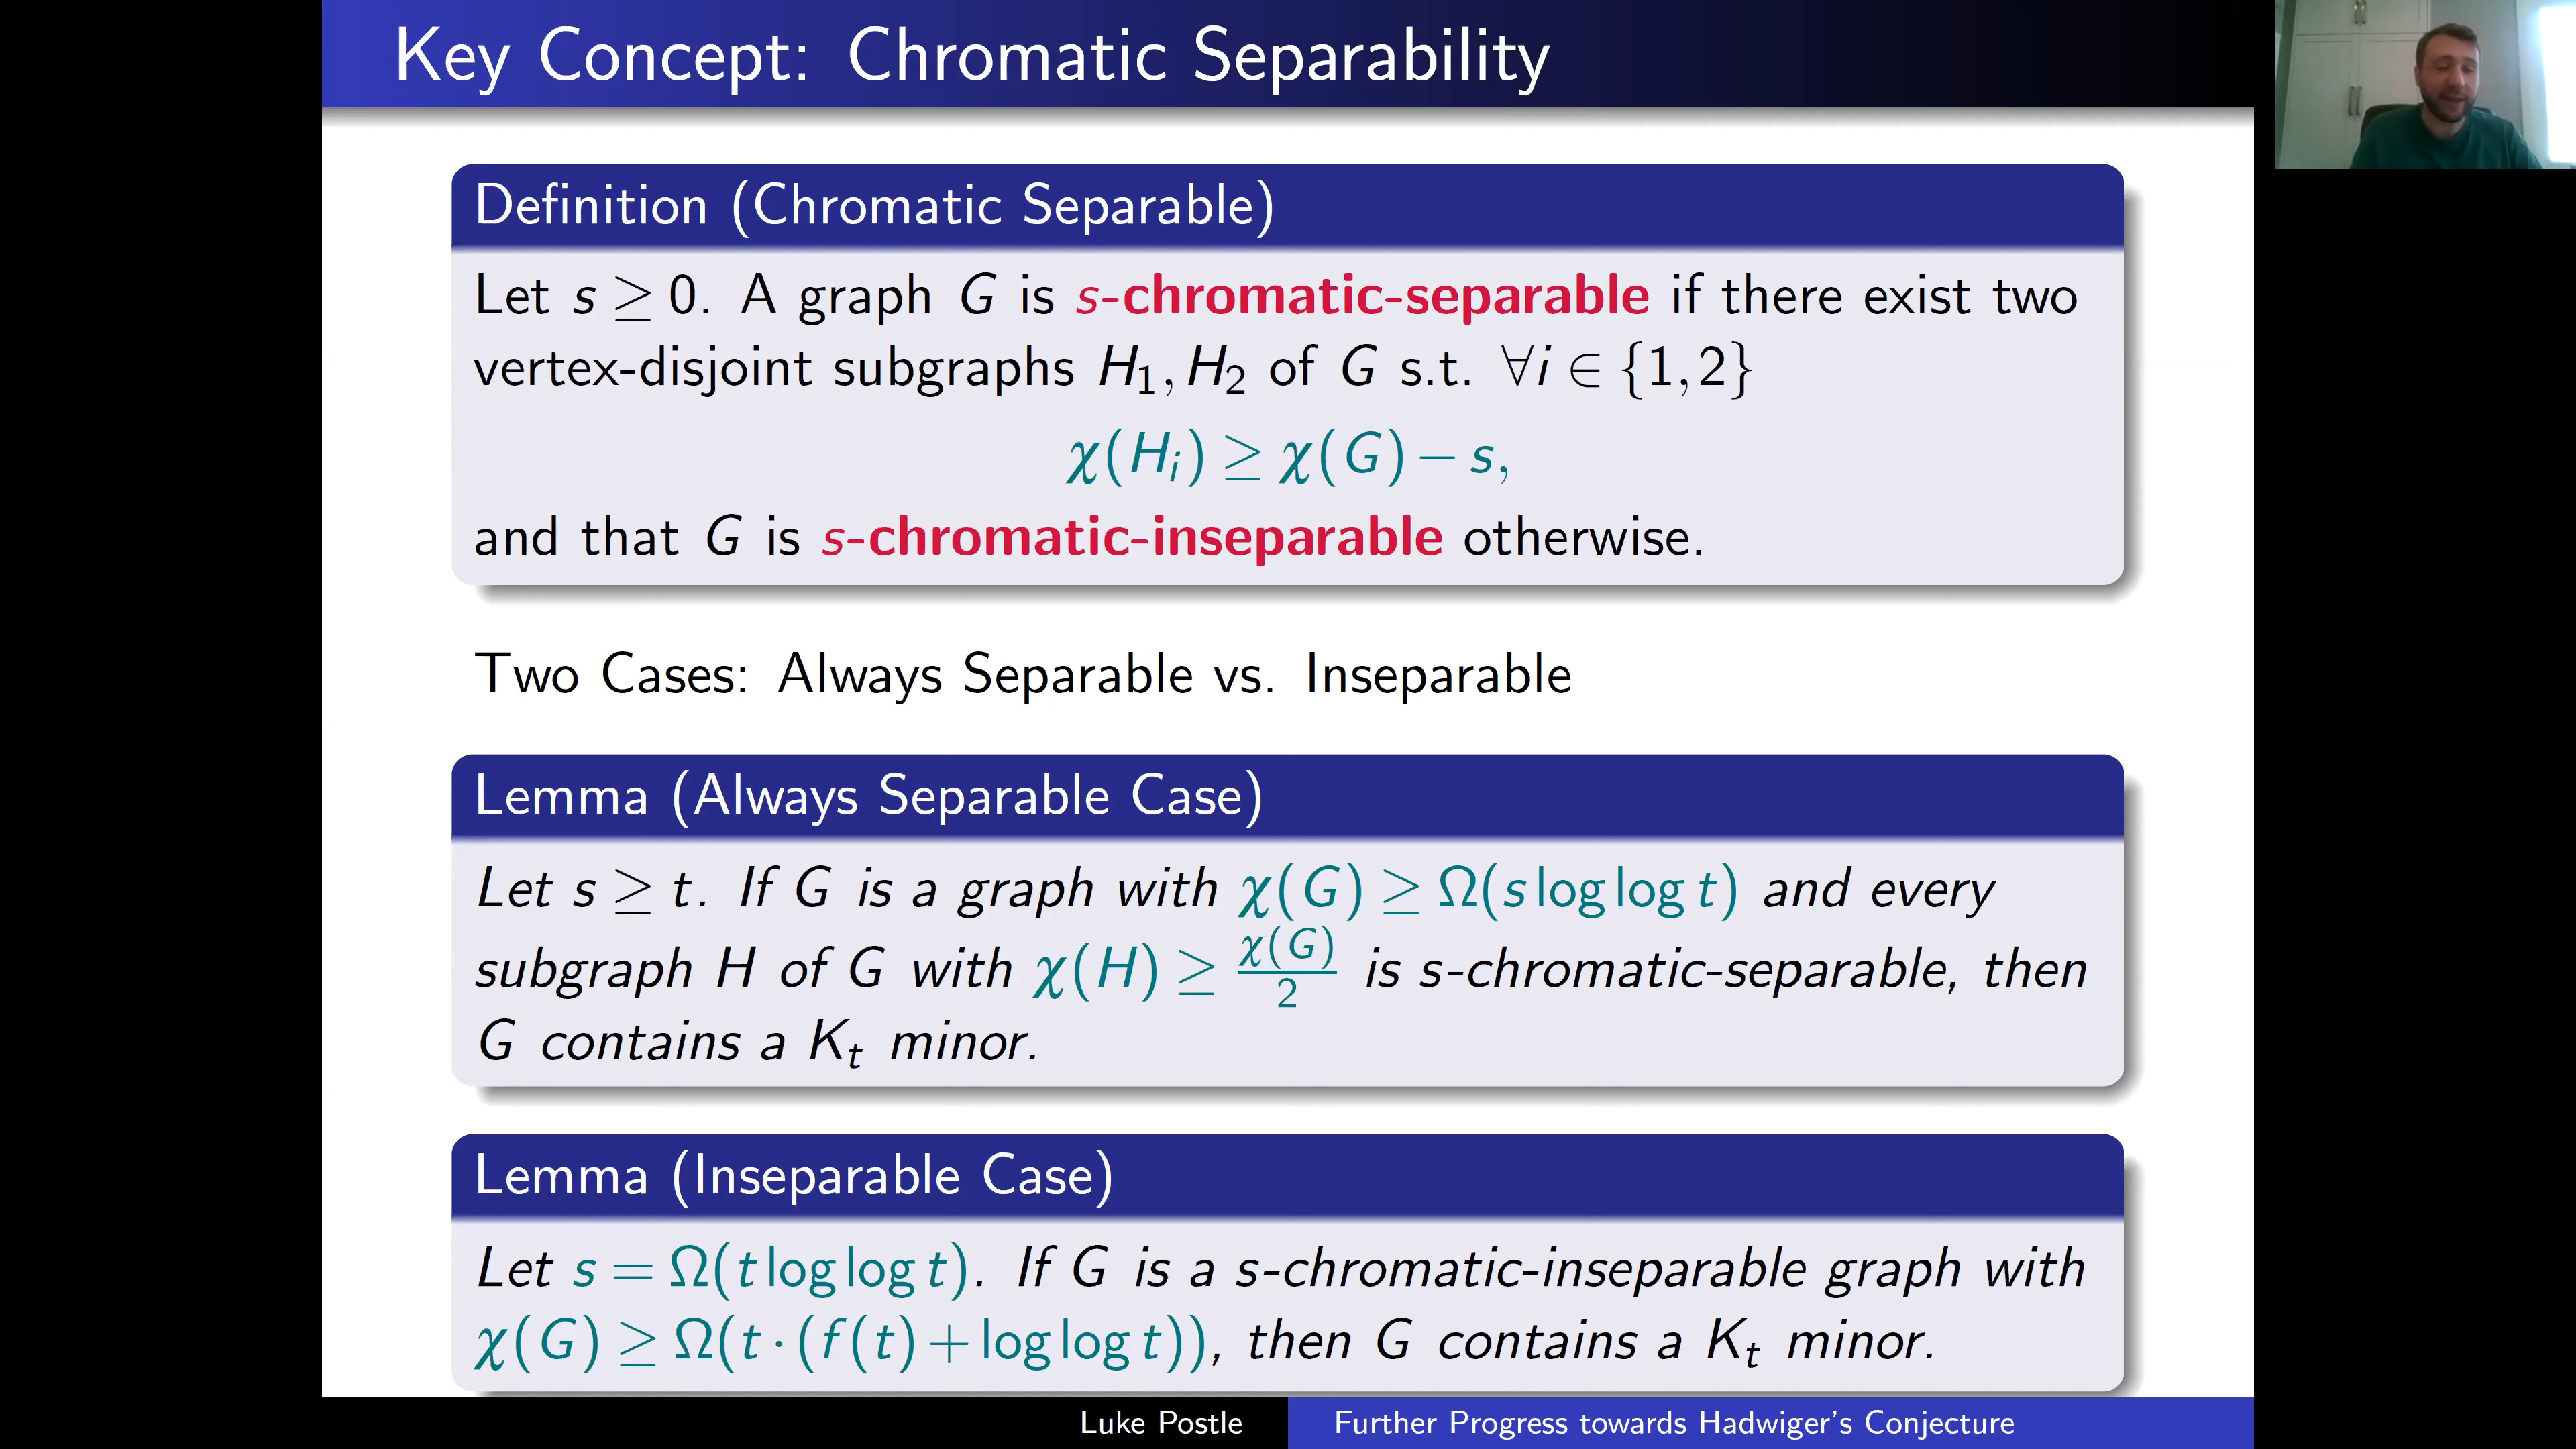 Key Concept: Chromatic Separability
Definition (Chromatic Separable)
Let s ≥ 0. A graph G is s-chromatic-separable if there exist two
vertex-disjoint subgraphs H₁, H₂ of G s.t. ∀i ∈ {1,2}
χ(Hᵢ) ≥ χ(G) − s,
and that G is s-chromatic-inseparable otherwise.
Two Cases: Always Separable vs. Inseparable
Lemma (Always Separable Case)
Let s ≥ t. If G is a graph with χ(G) ≥ Ω(s log log t) and every
subgraph H of G with χ(H) ≥ χ(G)/2 is s-chromatic-separable, then
G contains a Kₜ minor.
Lemma (Inseparable Case)
Let s = Ω(t log log t). If G is a s-chromatic-inseparable graph with
χ(G) ≥ Ω(t · (f(t) + log log t)), then G contains a Kₜ minor.
Luke Postle
Further Progress towards Hadwiger's Conjecture